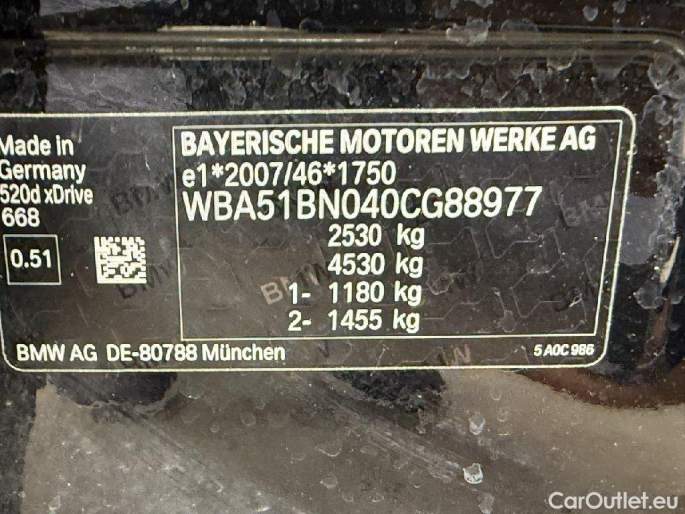 Made in
Germany
520d xDrive
668
0.51
BAYERISCHE MOTOREN WERKE AG
e1*2007/46*1750
WBA51BN040CG88977
2530 kg
4530 kg
1- 1180 kg
2- 1455 kg
BMW AG DE-80788 München
5 A0C 986
CarOutlet.eu